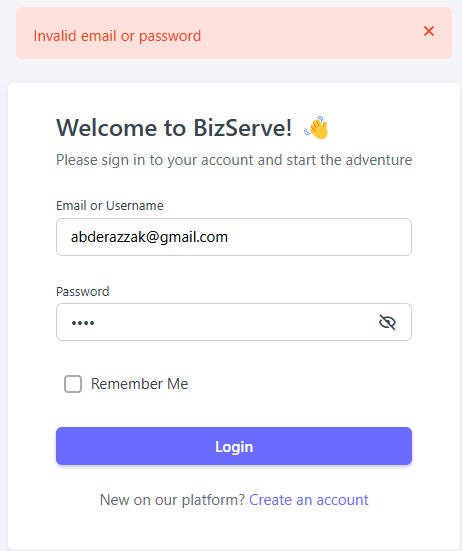 Invalid email or password
Welcome to BizServe! 👋
Please sign in to your account and start the adventure
Email or Username
abderazzak@gmail.com
Password
••••
Remember Me
Login
New on our platform? Create an account